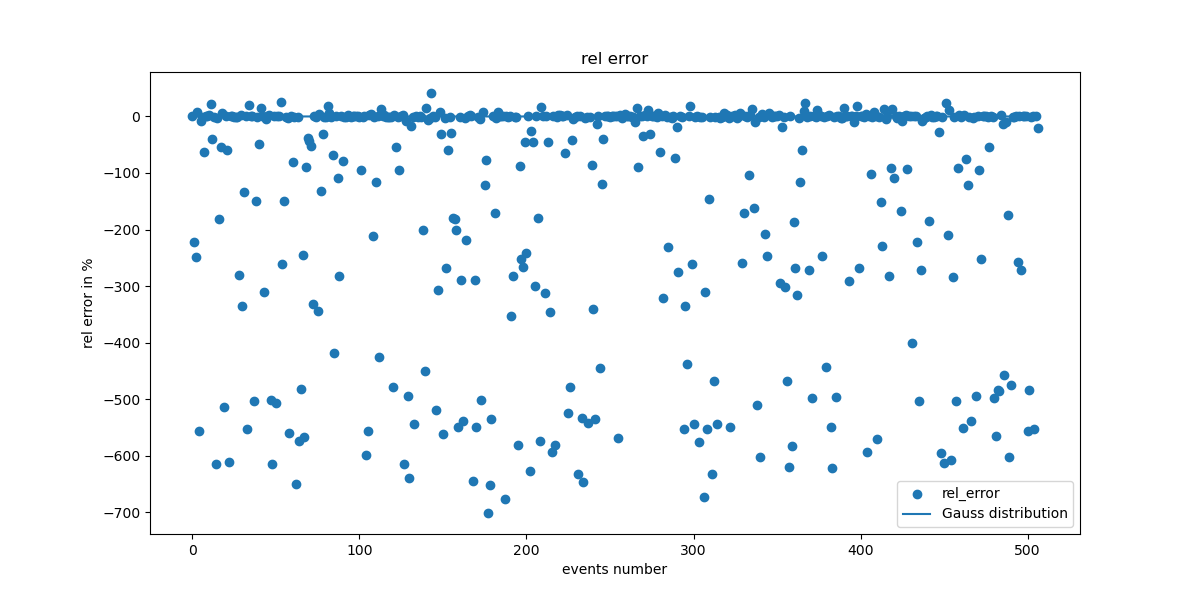 rel error
rel error in %
0
−100
−200
−300
−400
−500
−600
−700
0
100
200
300
400
500
events number
rel_error
Gauss distribution